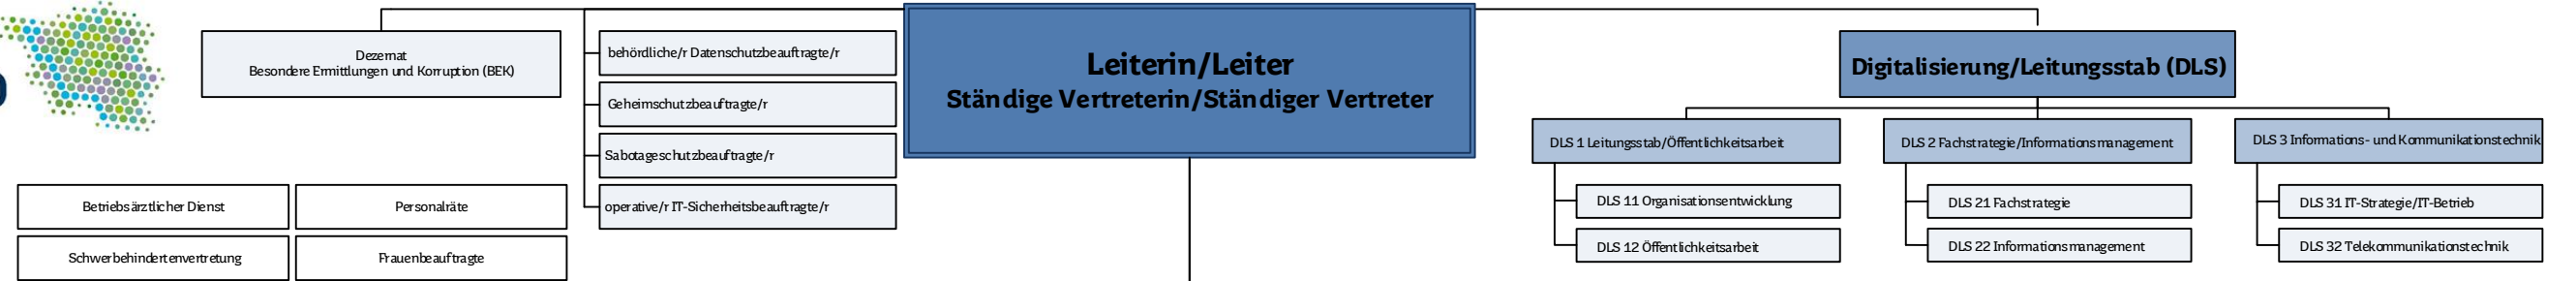 Dezernat
Besondere Ermittlungen und Korruption (BEK)
behördliche/r Datenschutzbeauftragte/r
Geheimschutzbeauftragte/r
Sabotageschutzbeauftragte/r
operative/r IT-Sicherheitsbeauftragte/r
Betriebsärztlicher Dienst
Personalräte
Schwerbehindertenvertretung
Frauenbeauftragte
Leiterin/Leiter
Ständige Vertreterin/Ständiger Vertreter
Digitalisierung/Leitungsstab (DLS)
DLS 1 Leitungsstab/Öffentlichkeitsarbeit
DLS 11 Organisationsentwicklung
DLS 12 Öffentlichkeitsarbeit
DLS 2 Fachstrategie/Informationsmanagement
DLS 21 Fachstrategie
DLS 22 Informationsmanagement
DLS 3 Informations- und Kommunikationstechnik
DLS 31 IT-Strategie/IT-Betrieb
DLS 32 Telekommunikationstechnik